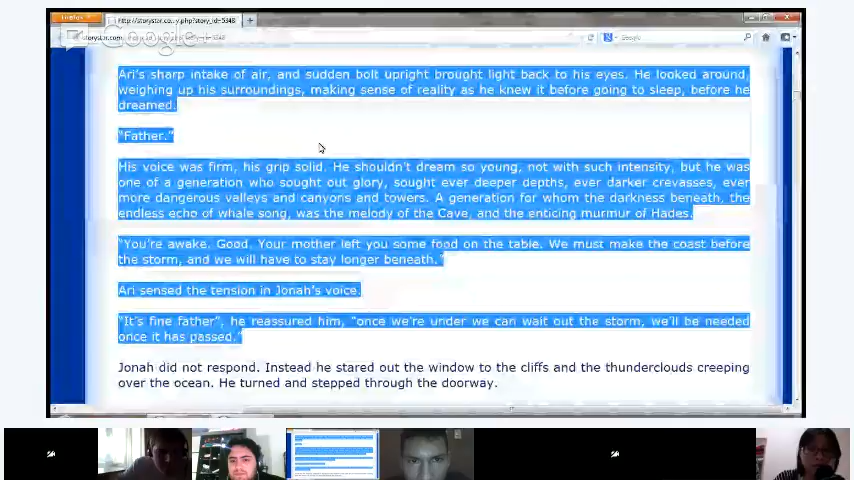 Firefox
http://storystar.co...y.php?story_id=5348
Google+
Google
Ari's sharp intake of air, and sudden bolt upright brought light back to his eyes. He looked around,
weighing up his surroundings, making sense of reality as he knew it before going to sleep, before he
dreamed.
"Father."
His voice was firm, his grip solid. He shouldn't dream so young, not with such intensity, but he was
one of a generation who sought out glory, sought ever deeper depths, ever darker crevasses, ever
more dangerous valleys and canyons and towers. A generation for whom the darkness beneath, the
endless echo of whale song, was the melody of the Cave, and the enticing murmur of Hades.
"You're awake. Good. Your mother left you some food on the table. We must make the coast before
the storm, and we will have to stay longer beneath."
Ari sensed the tension in Jonah's voice.
"It's fine father", he reassured him, "once we're under we can wait out the storm, we'll be needed
once it has passed."
Jonah did not respond. Instead he stared out the window to the cliffs and the thunderclouds creeping
over the ocean. He turned and stepped through the doorway.